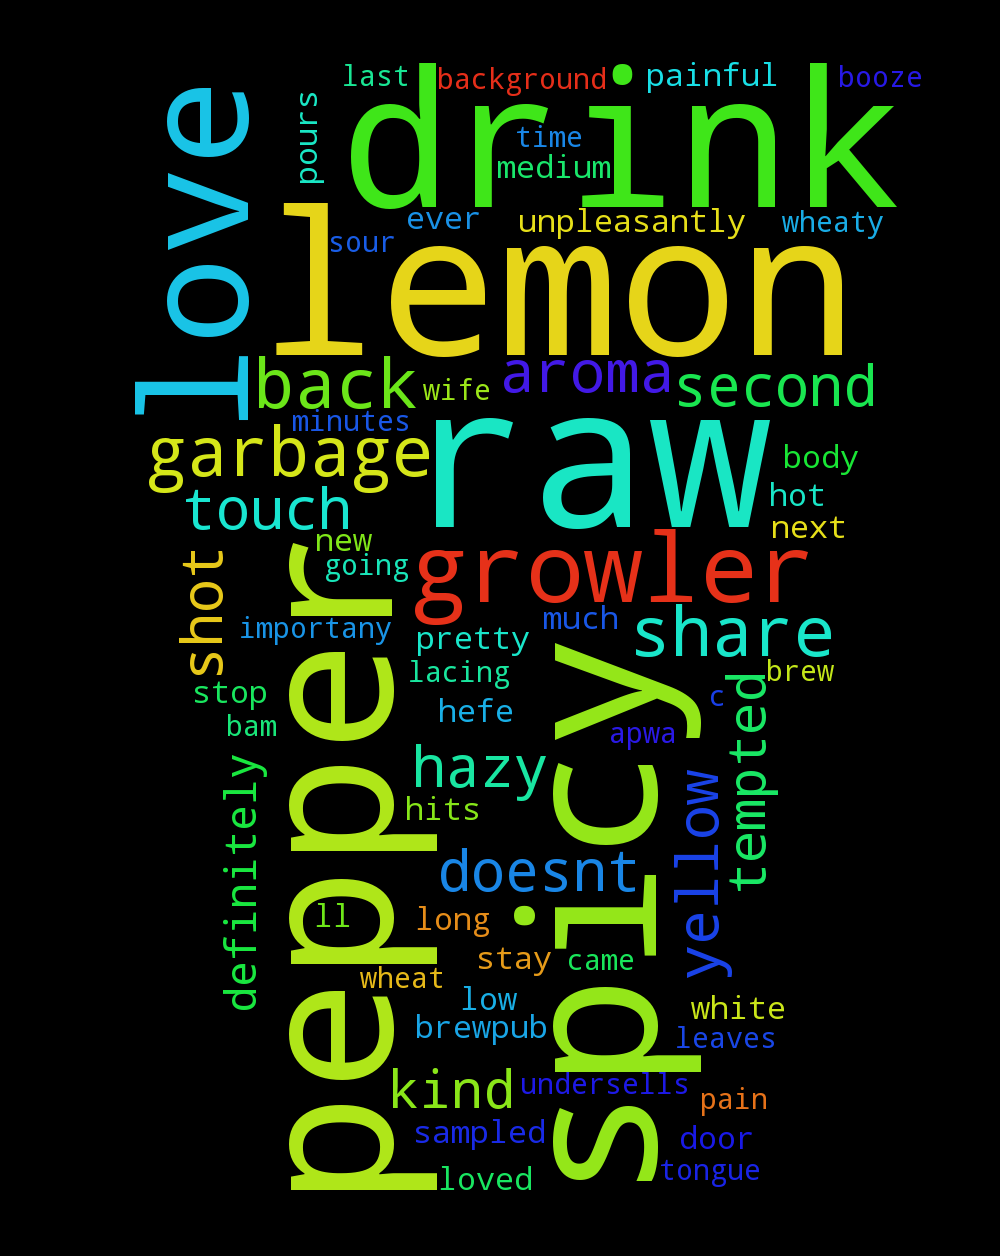 last
background
painful
booze
drink
pours
time
medium
love
ever
unpleasantly
wheaty
sour
lemon
back
wife
aroma
second
minutes
raw
garbage
body
touch
hot
next
new
going
growler
shot
importany
pretty
much
share
lacing
brew
stop
hefe
c
bam
apwa
tempted
pepper
spicy
hazy
hits
yellow
definitely
doesnt
ll
long
stay
came
wheat
low
white
brewpub
leaves
kind
undersells
pain
sampled
door
loved
tongue